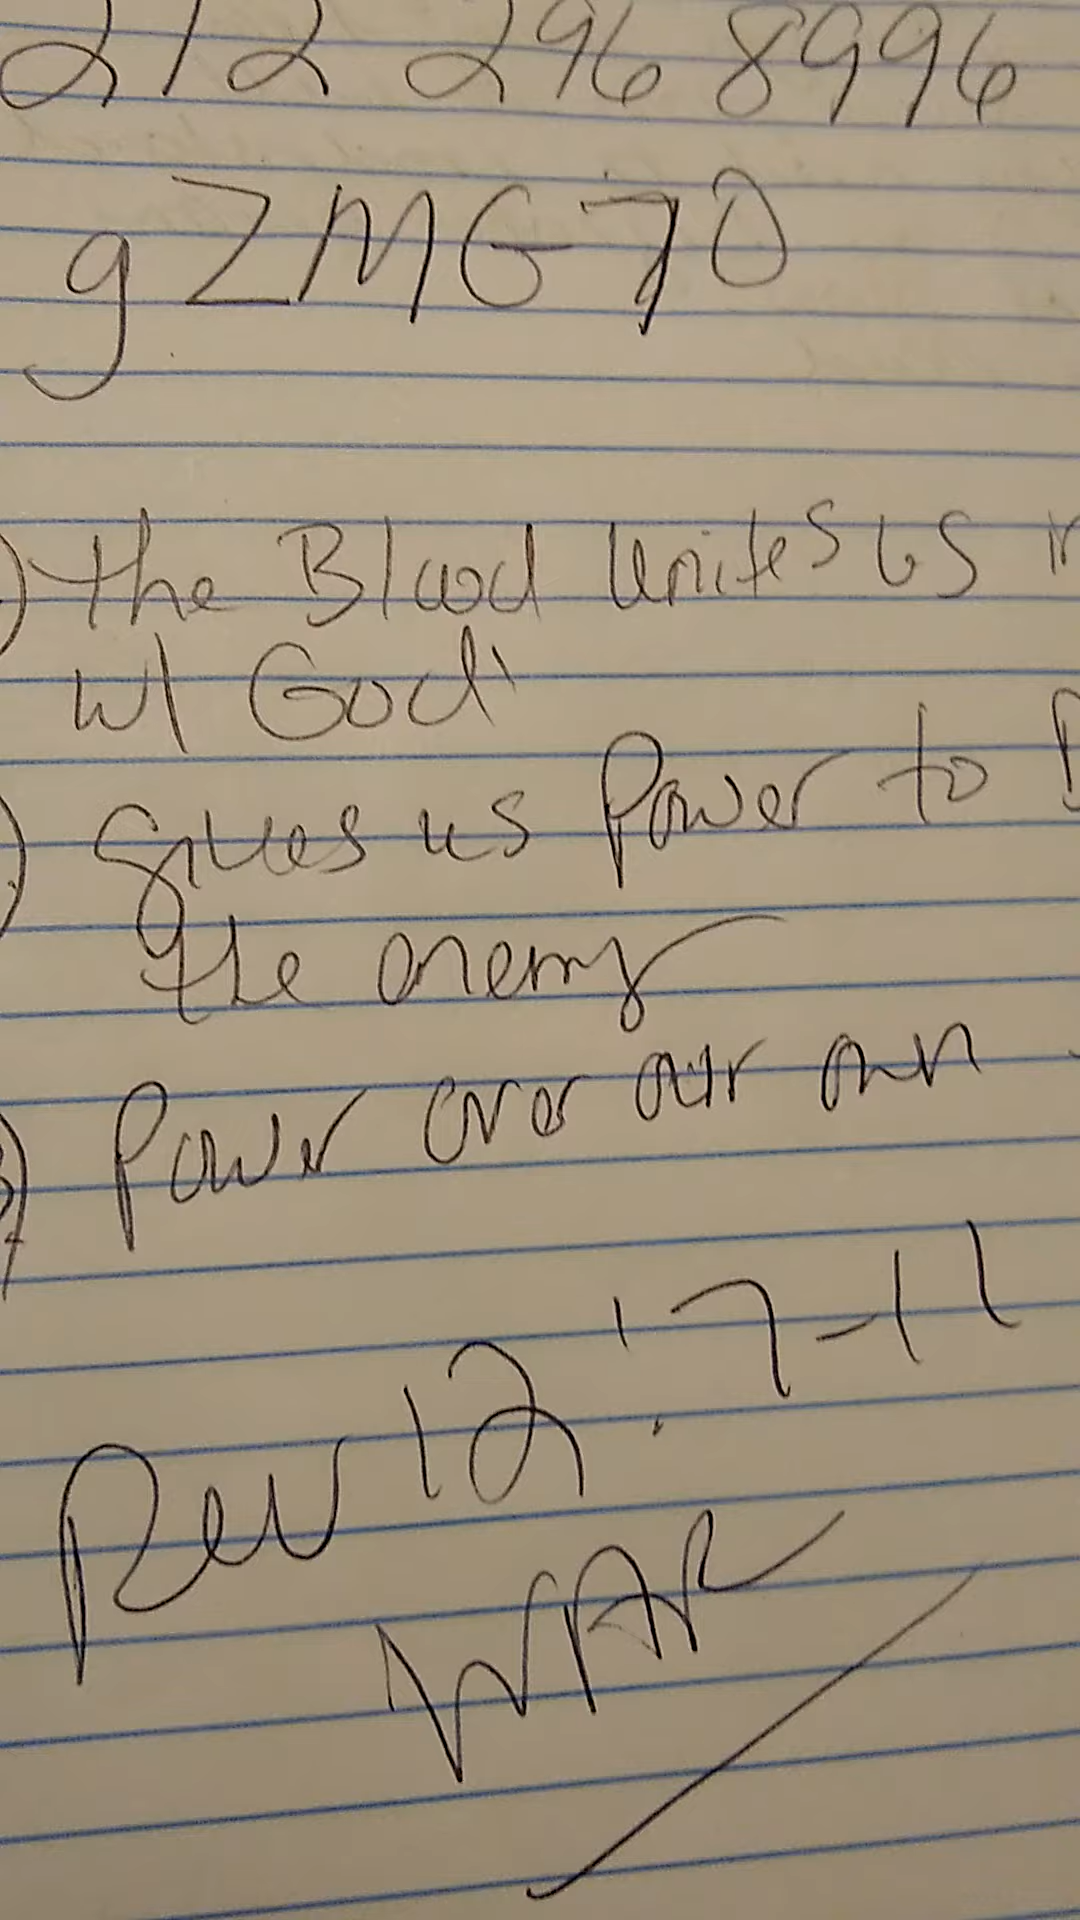 212 296 8996
9ZMG70
) the Blood Unites us
w/ God
) Gives us Power to
the enemy
) Power over our own
Rev 12:7-11
WAR